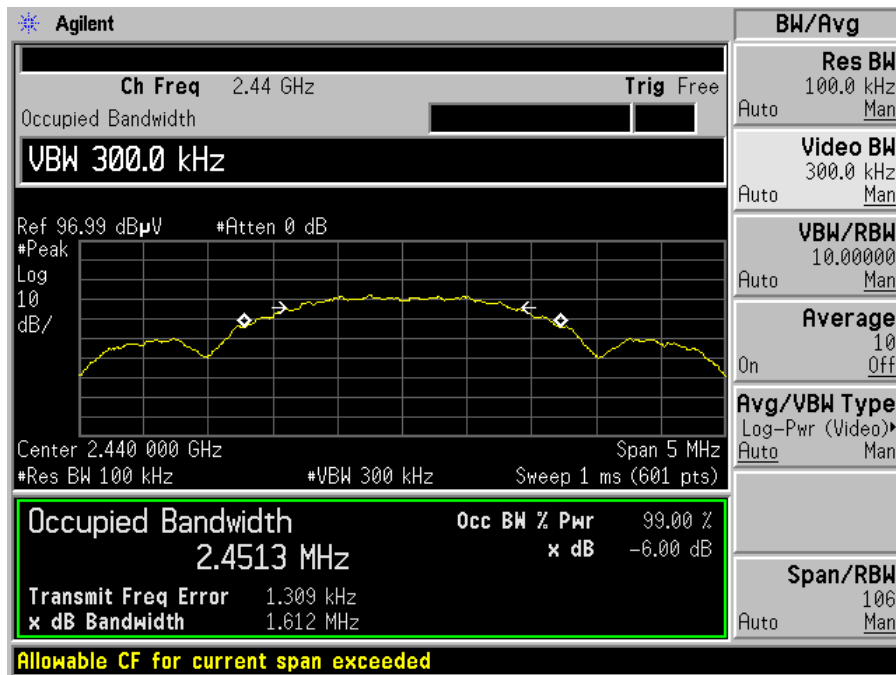 Agilent
Ch Freq 2.44 GHz Trig Free
Occupied Bandwidth
VBW 300.0 kHz
Ref 96.99 dBµV #Atten 0 dB
#Peak
Log
10
dB/
Center 2.440 000 GHz Span 5 MHz
#Res BW 100 kHz #VBW 300 kHz Sweep 1 ms (601 pts)
Occupied Bandwidth
2.4513 MHz
Occ BW % Pwr 99.00 %
x dB -6.00 dB
Transmit Freq Error 1.309 kHz
x dB Bandwidth 1.612 MHz
Allowable CF for current span exceeded
BW/Avg
Res BW
100.0 kHz
Auto Man
Video BW
300.0 kHz
Auto Man
VBW/RBW
10.00000
Auto Man
Average
10
On Off
Avg/VBW Type
Log-Pwr (Video)
Auto Man
Span/RBW
106
Auto Man